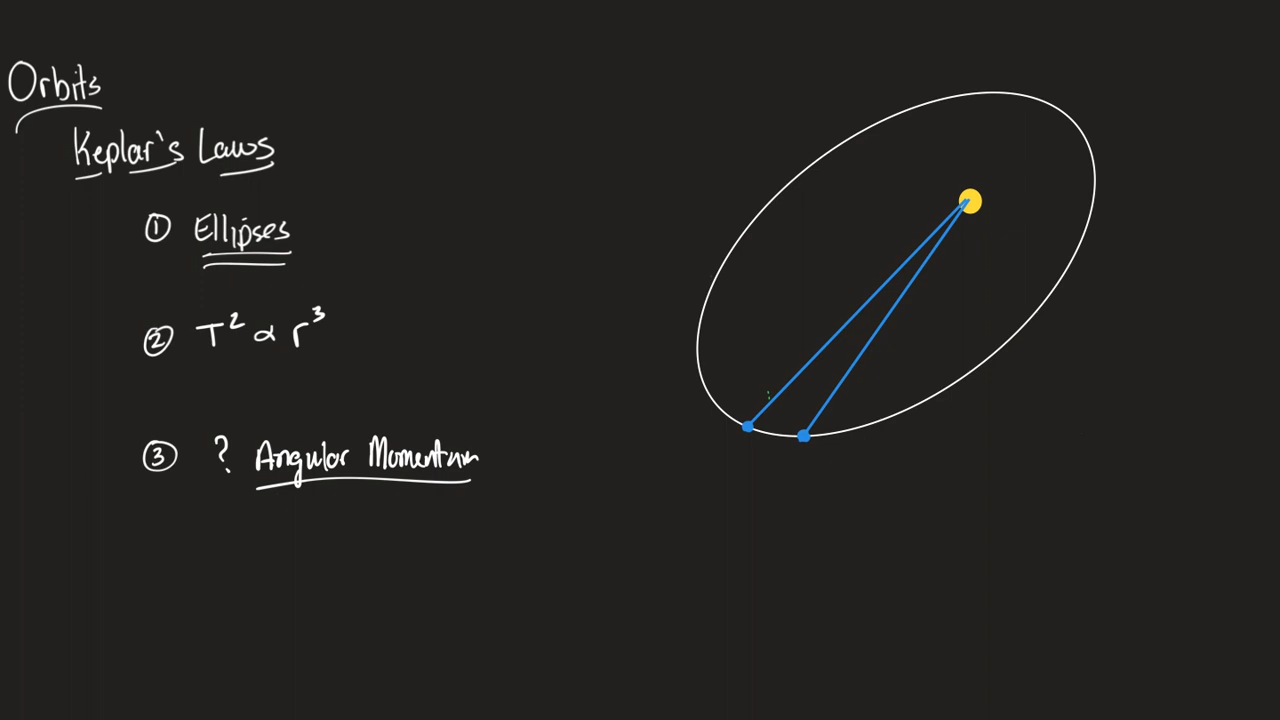 Orbits
Keplar's Laws
① Ellipses
② T² ∝ r³
③ ? Angular Momentum